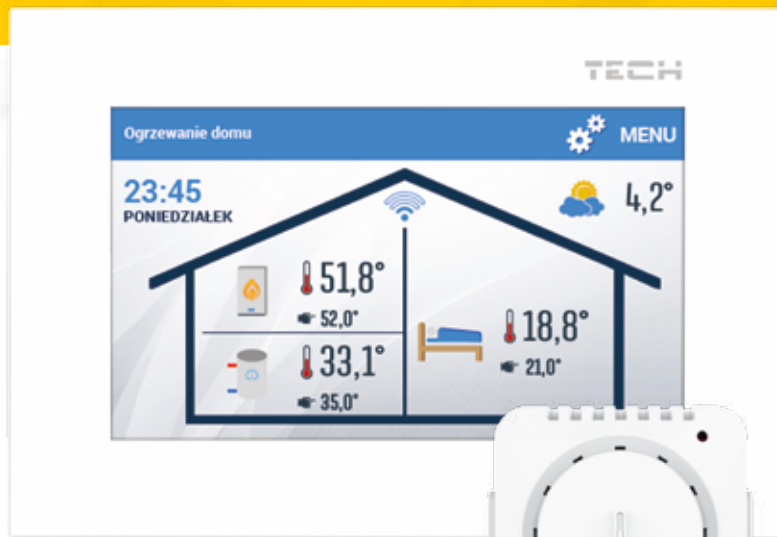 TECH
Ogrzewanie domu
MENU
23:45
PONIEDZIAŁEK
4,2°
51,8°
52,0°
33,1°
35,0°
18,8°
21,0°